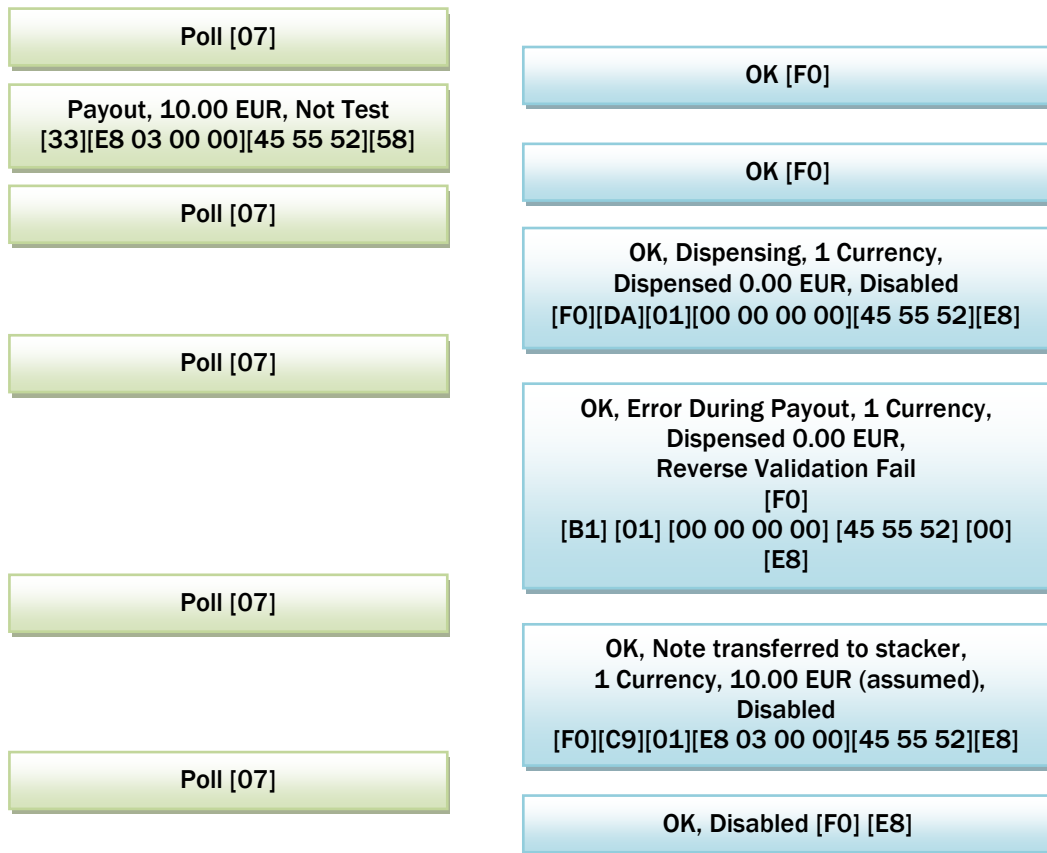 Poll [07]
OK [F0]
Payout, 10.00 EUR, Not Test
[33][E8 03 00 00][45 55 52][58]
OK [F0]
Poll [07]
OK, Dispensing, 1 Currency,
Dispensed 0.00 EUR, Disabled
[F0][DA][01][00 00 00 00][45 55 52][E8]
Poll [07]
OK, Error During Payout, 1 Currency,
Dispensed 0.00 EUR,
Reverse Validation Fail
[F0]
[B1] [01] [00 00 00 00] [45 55 52] [00]
[E8]
Poll [07]
OK, Note transferred to stacker,
1 Currency, 10.00 EUR (assumed),
Disabled
[F0][C9][01][E8 03 00 00][45 55 52][E8]
Poll [07]
OK, Disabled [F0] [E8]